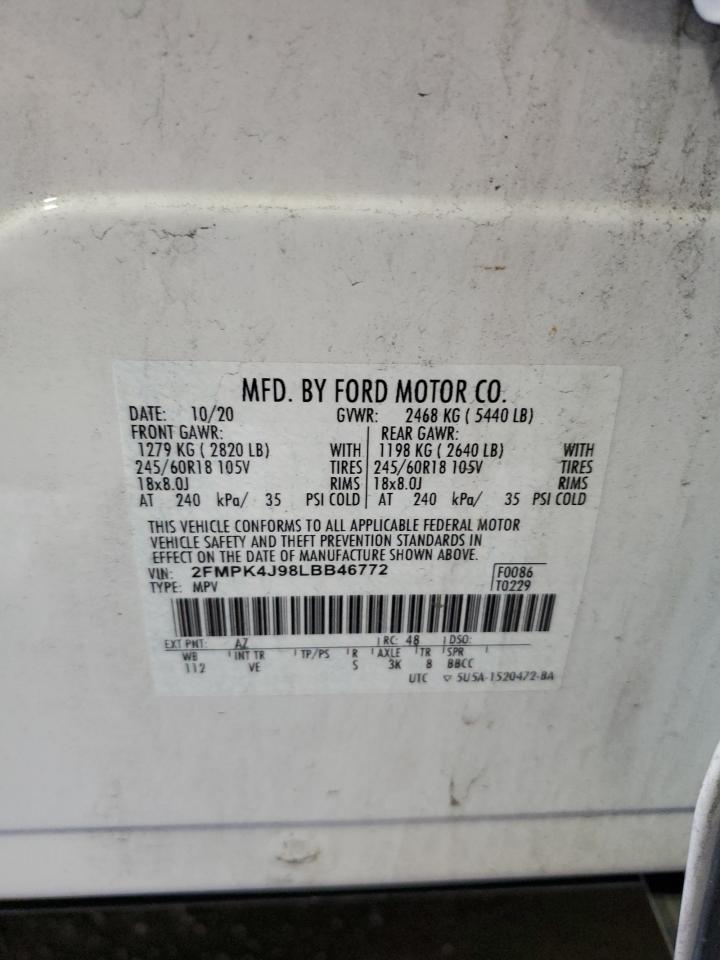 MFD. BY FORD MOTOR CO.
DATE: 10/20 GVWR: 2468 KG ( 5440 LB)
FRONT GAWR: REAR GAWR:
1279 KG ( 2820 LB) WITH 1198 KG ( 2640 LB) WITH
245/60R18 105V TIRES 245/60R18 105V TIRES
18x8.0J RIMS 18x8.0J RIMS
AT 240 kPa/ 35 PSI COLD AT 240 kPa/ 35 PSI COLD
THIS VEHICLE CONFORMS TO ALL APPLICABLE FEDERAL MOTOR
VEHICLE SAFETY AND THEFT PREVENTION STANDARDS IN
EFFECT ON THE DATE OF MANUFACTURE SHOWN ABOVE.
VIN: 2FMPK4J98LBB46772 F0086
TYPE: MPV T0229
EXT PNT: AZ RC: 48 DSO:
WB INT TR TP/PS R AXLE TR SPR
112 VE S 3K 8 BBCC
UTC ▽ 5U5A-1520472-BA